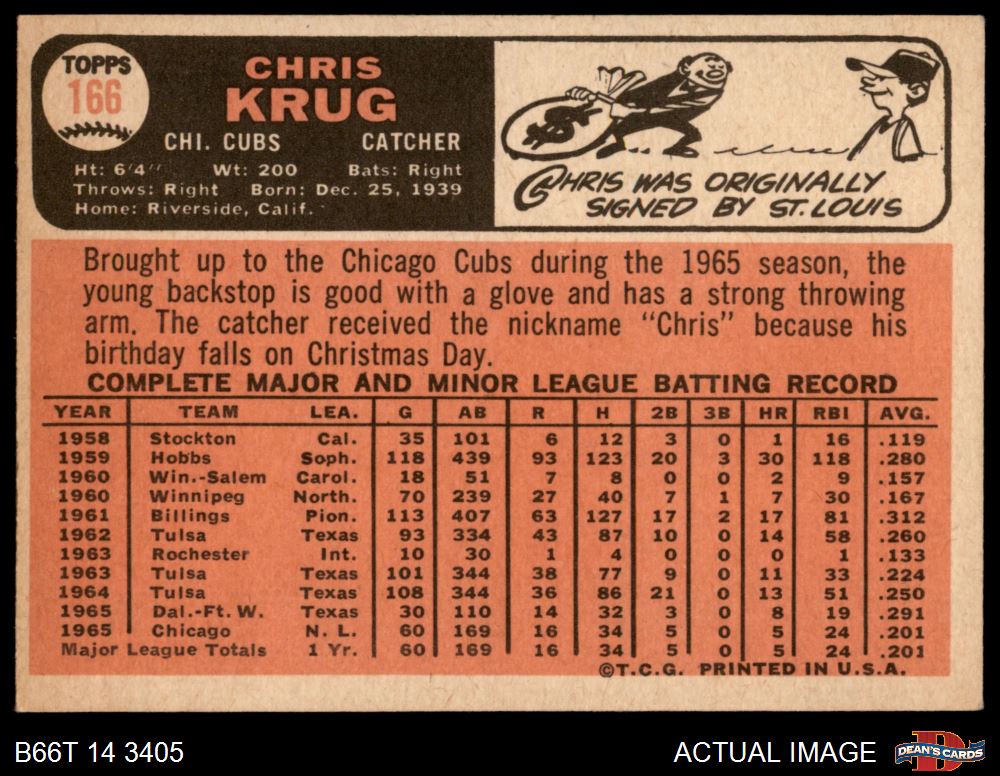 TOPPS
166
CHRIS
KRUG
CHI. CUBS CATCHER
Ht: 6'4" Wt: 200 Bats: Right
Throws: Right Born: Dec. 25, 1939
Home: Riverside, Calif.
$
CHRIS WAS ORIGINALLY
SIGNED BY ST. LOUIS
Brought up to the Chicago Cubs during the 1965 season, the
young backstop is good with a glove and has a strong throwing
arm. The catcher received the nickname "Chris" because his
birthday falls on Christmas Day.
COMPLETE MAJOR AND MINOR LEAGUE BATTING RECORD
YEAR TEAM LEA. G AB R H 2B 3B HR RBI AVG.
1958 Stockton Cal. 35 101 6 12 3 0 1 16 .119
1959 Hobbs Soph. 118 439 93 123 20 3 30 118 .280
1960 Win.-Salem Carol. 18 51 7 8 0 0 2 9 .157
1960 Winnipeg North. 70 239 27 40 7 1 7 30 .167
1961 Billings Pion. 113 407 63 127 17 2 17 81 .312
1962 Tulsa Texas 93 334 43 87 10 0 14 58 .260
1963 Rochester Int. 10 30 1 4 0 0 0 1 .133
1963 Tulsa Texas 101 344 38 77 9 0 11 33 .224
1964 Tulsa Texas 108 344 36 86 21 0 13 51 .250
1965 Dal.-Ft. W. Texas 30 110 14 32 3 0 8 19 .291
1965 Chicago N. L. 60 169 16 34 5 0 5 24 .201
Major League Totals 1 Yr. 60 169 16 34 5 0 5 24 .201
©T.C.G. PRINTED IN U.S.A.
B66T 14 3405 ACTUAL IMAGE
DEAN'S CARDS